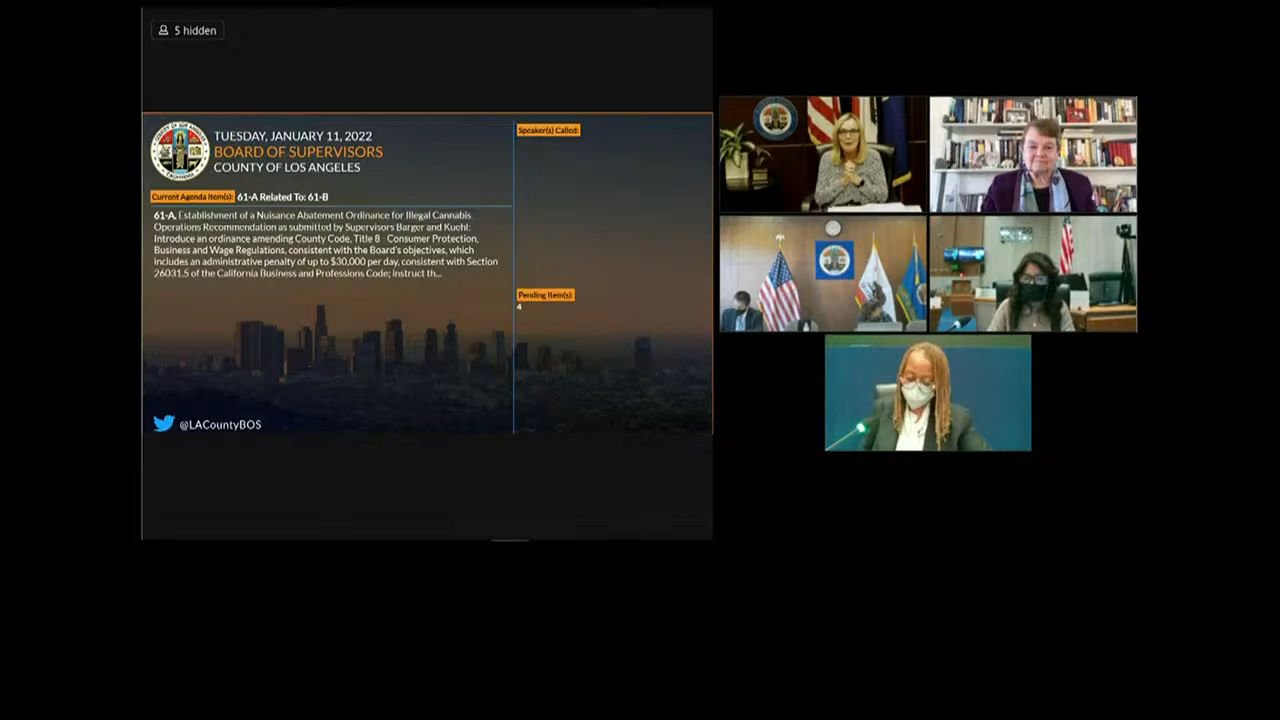 5 hidden
TUESDAY, JANUARY 11, 2022
BOARD OF SUPERVISORS
COUNTY OF LOS ANGELES
Current Agenda Item(s): 61-A Related To: 61-B
61-A. Establishment of a Nuisance Abatement Ordinance for Illegal Cannabis
Operations Recommendation as submitted by Supervisors Barger and Kuehl:
Introduce an ordinance amending County Code, Title 8 - Consumer Protection,
Business and Wage Regulations, consistent with the Board's objectives, which
includes an administrative penalty of up to $30,000 per day, consistent with Section
26031.5 of the California Business and Professions Code; instruct th...
Speaker(s) Called:
Pending Item(s):
4
@LACountyBOS